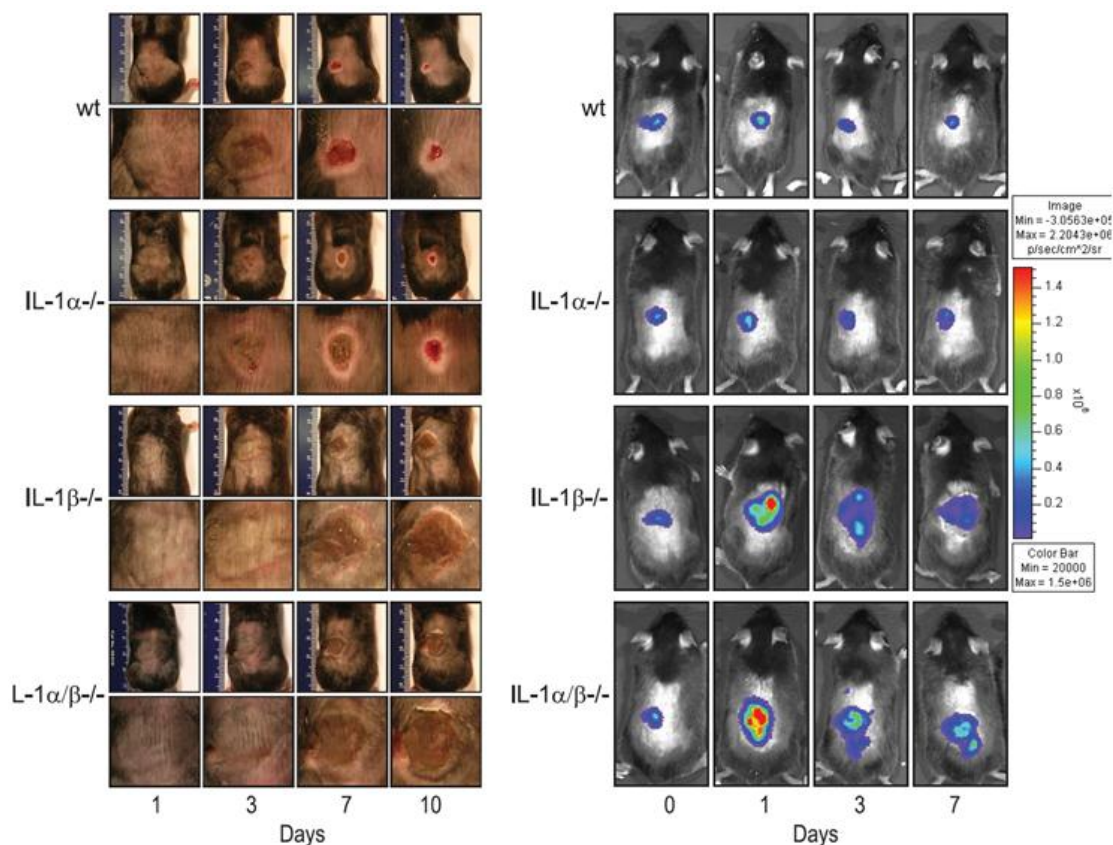 wt
IL-1α-/-
IL-1β-/-
L-1α/β-/-
1 3 7 10
Days
wt
IL-1α-/-
IL-1β-/-
IL-1α/β-/-
0 1 3 7
Days
Image
Min = -3.0563e+05
Max = 2.2043e+06
p/sec/cm^2/sr
1.4
1.2
1.0
0.8
0.6
0.4
0.2
x10^6
Color Bar
Min = 20000
Max = 1.5e+06